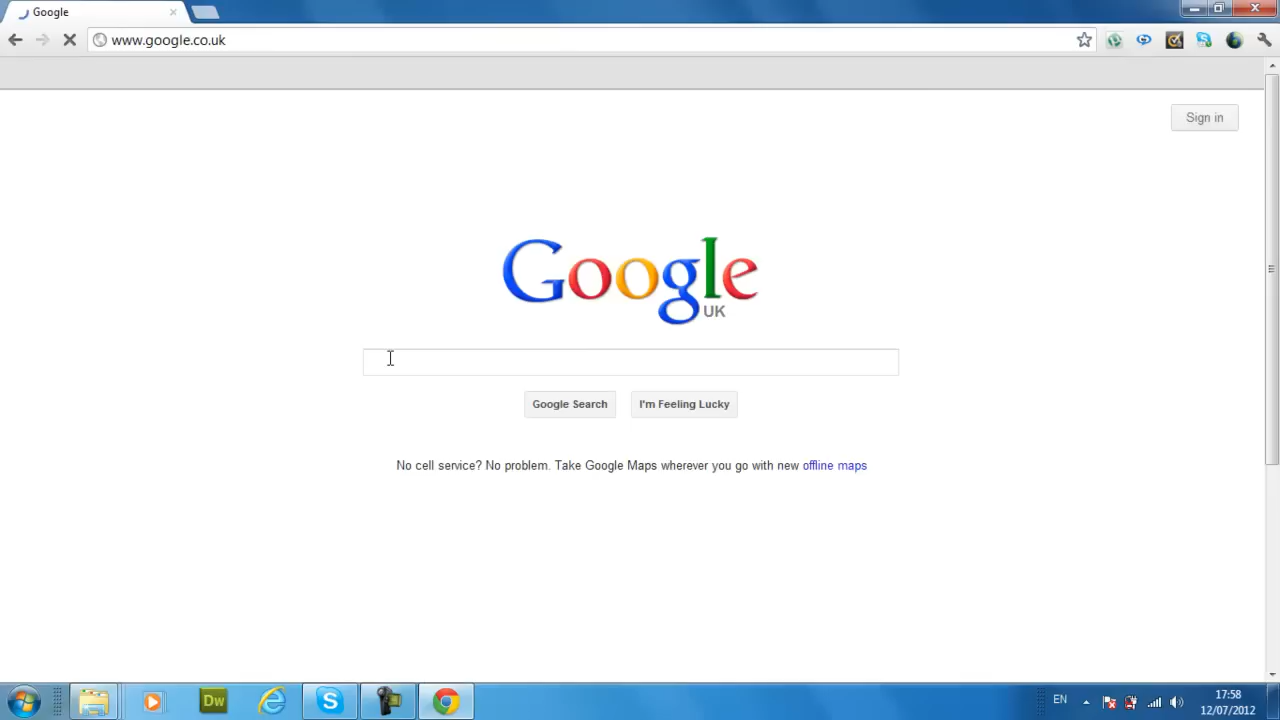 Google
www.google.co.uk
Sign in
Google
UK
Google Search
I'm Feeling Lucky
No cell service? No problem. Take Google Maps wherever you go with new offline maps
Dw
EN
17:58
12/07/2012